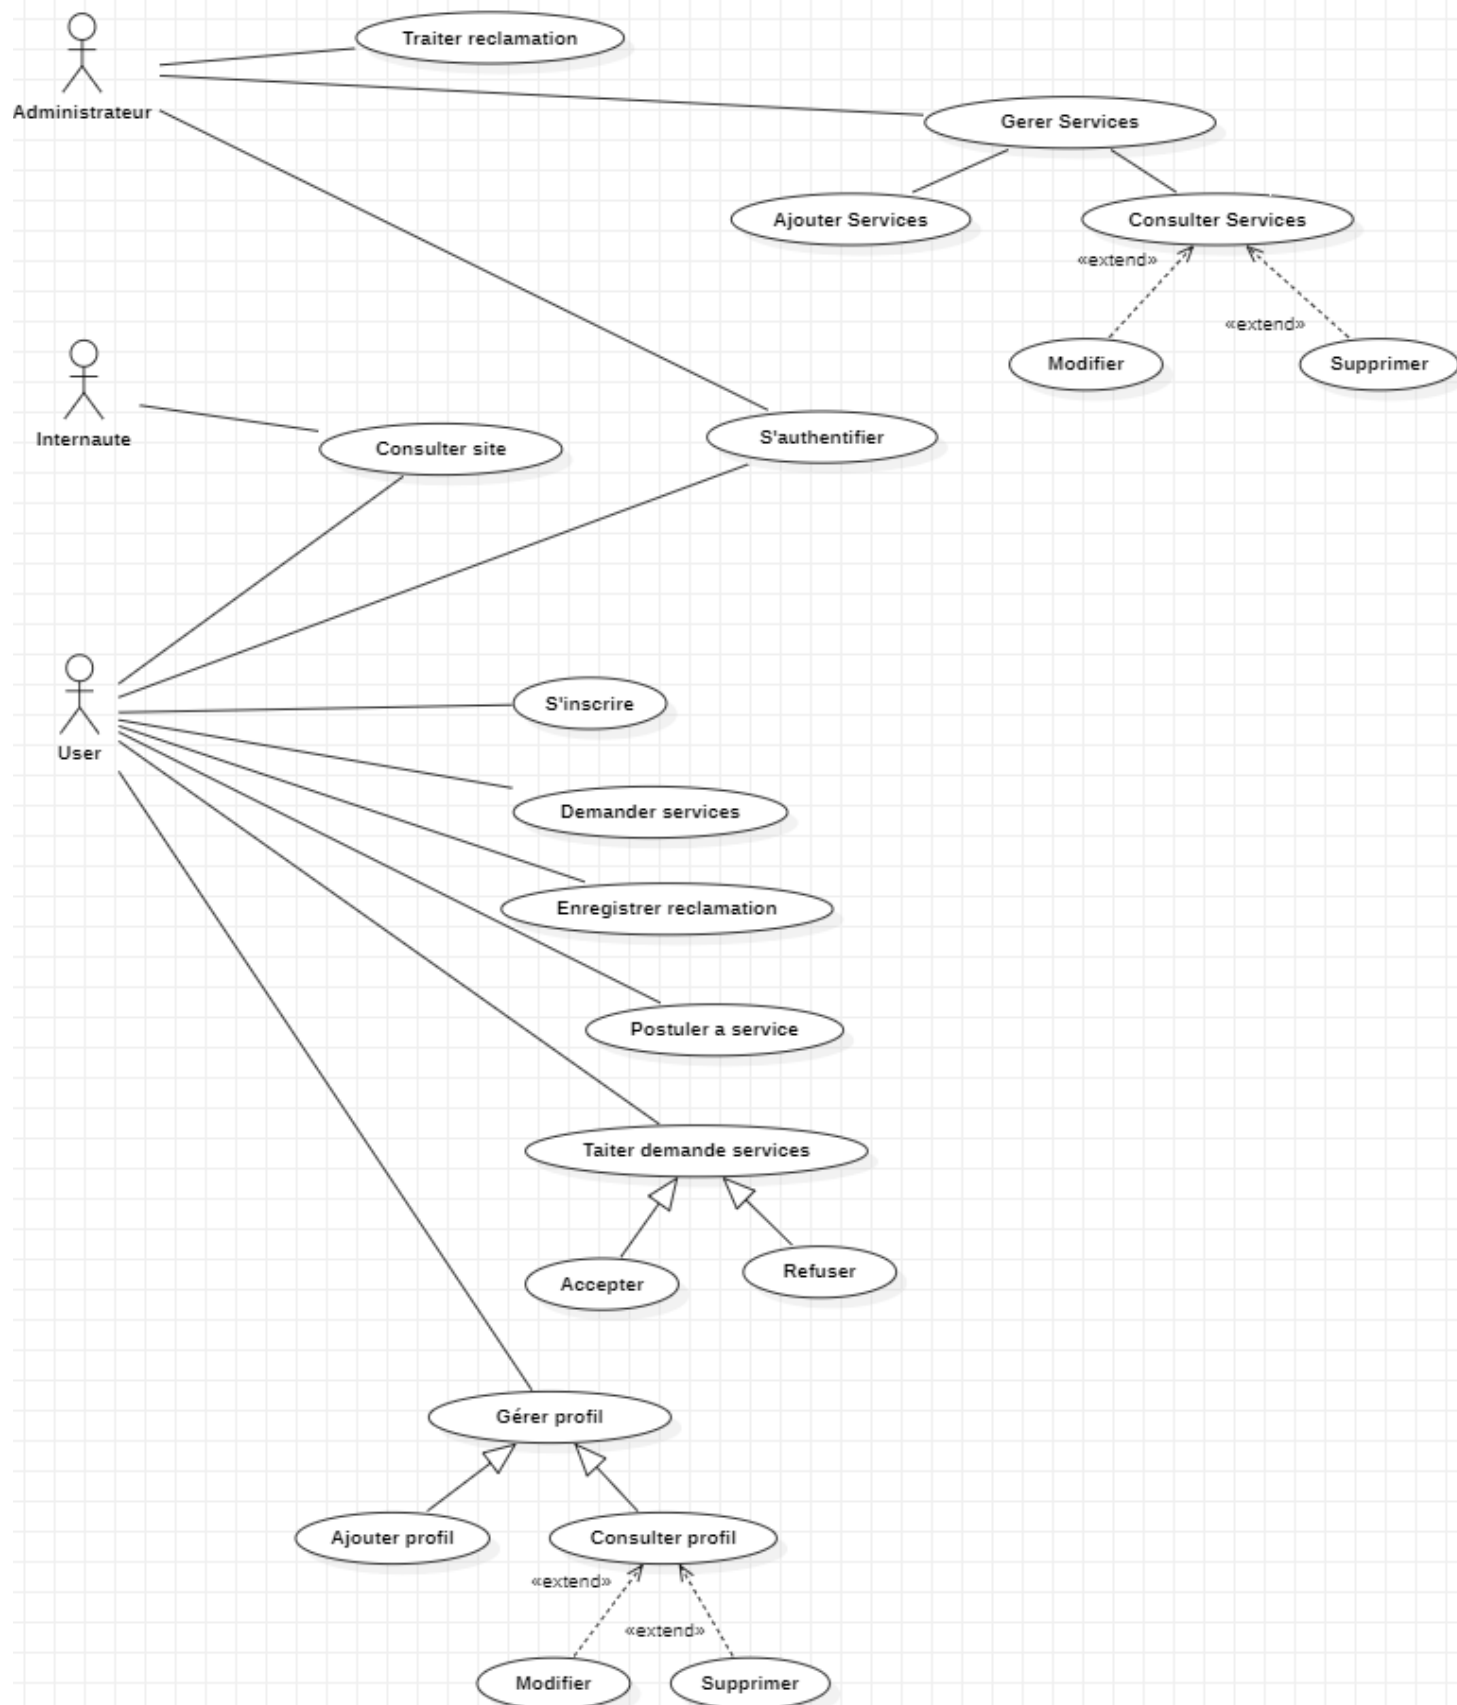 Traiter reclamation
Administrateur
Gerer Services
Ajouter Services
Consulter Services
«extend»
«extend»
Modifier
Supprimer
Internaute
Consulter site
S'authentifier
User
S'inscrire
Demander services
Enregistrer reclamation
Postuler a service
Taiter demande services
Accepter
Refuser
Gérer profil
Ajouter profil
Consulter profil
«extend»
«extend»
Modifier
Supprimer